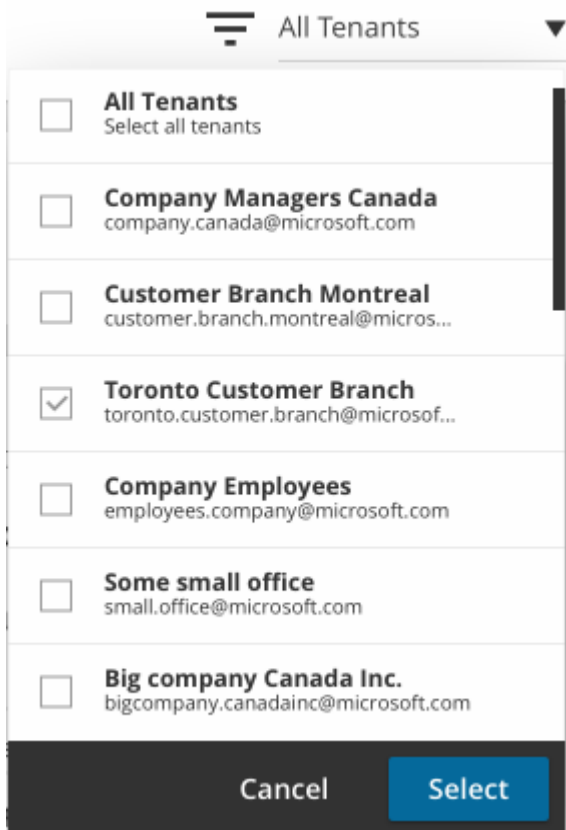 All Tenants
All Tenants
Select all tenants
Company Managers Canada
company.canada@microsoft.com
Customer Branch Montreal
customer.branch.montreal@micros...
Toronto Customer Branch
toronto.customer.branch@microsof...
Company Employees
employees.company@microsoft.com
Some small office
small.office@microsoft.com
Big company Canada Inc.
bigcompany.canadainc@microsoft.com
Cancel Select